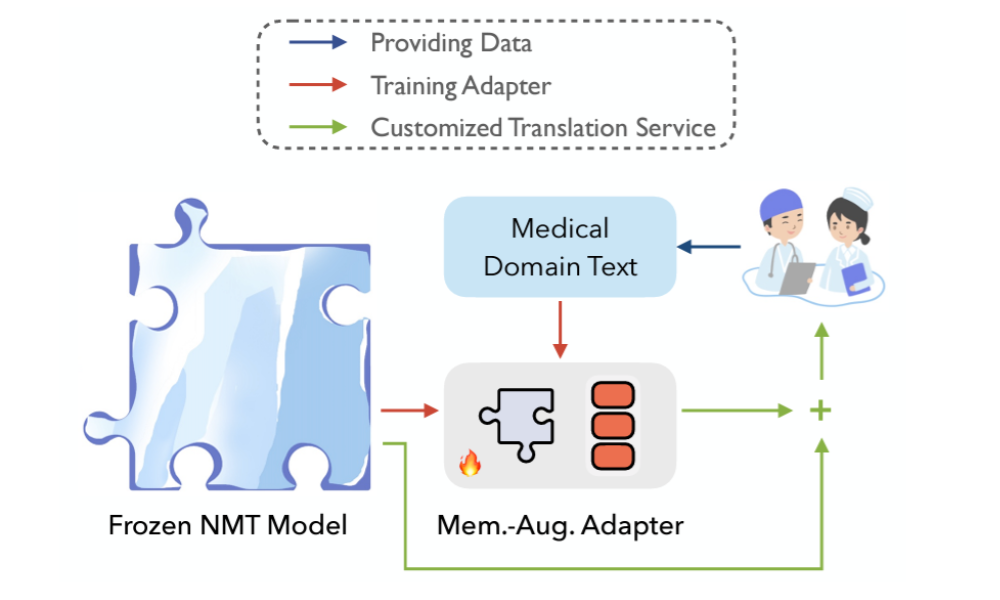 Providing Data
Training Adapter
Customized Translation Service
Medical
Domain Text
+
Frozen NMT Model
Mem.-Aug. Adapter